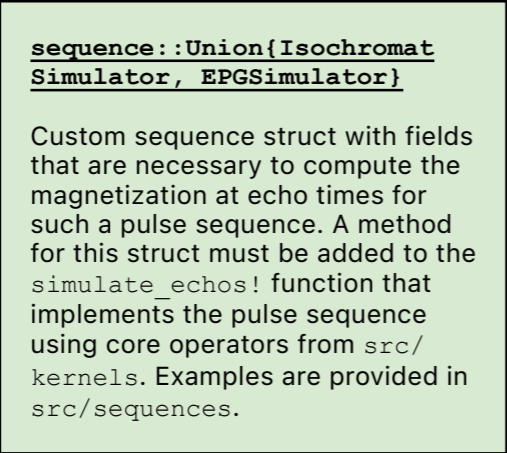 sequence::Union{Isochromat
Simulator, EPGSimulator}
Custom sequence struct with fields
that are necessary to compute the
magnetization at echo times for
such a pulse sequence. A method
for this struct must be added to the
simulate_echos! function that
implements the pulse sequence
using core operators from src/
kernels. Examples are provided in
src/sequences.